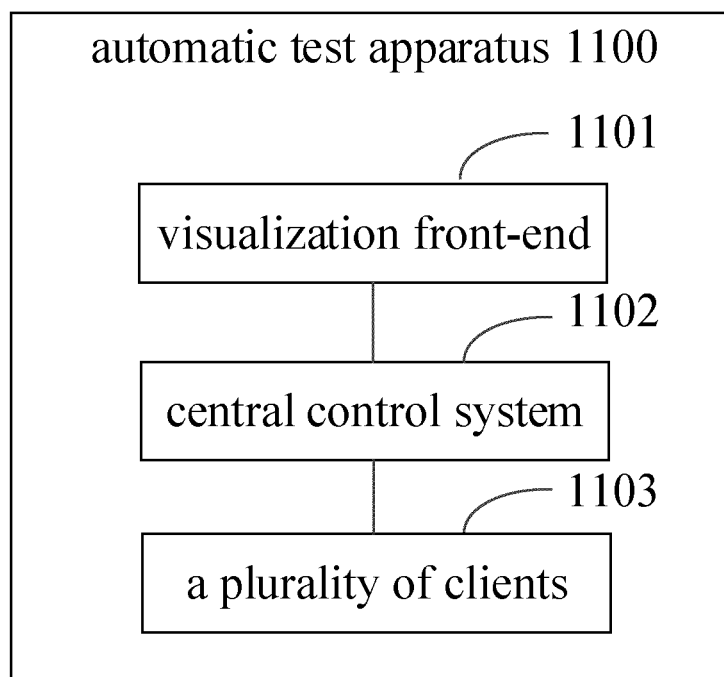 automatic test apparatus 1100
1101
visualization front-end
1102
central control system
1103
a plurality of clients